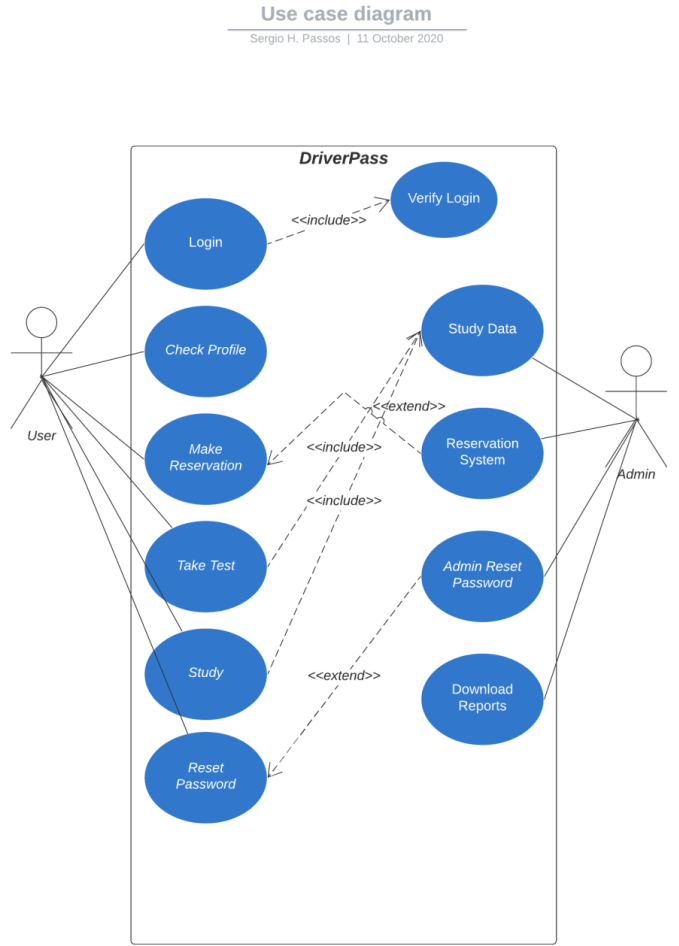 Use case diagram
Sergio H. Passos | 11 October 2020
DriverPass
Verify Login
<<include>>
Login
Study Data
Check Profile
<<extend>>
User
Make
Reservation
<<include>>
Reservation
System
Admin
<<include>>
Take Test
Admin Reset
Password
Study
<<extend>>
Download
Reports
Reset
Password